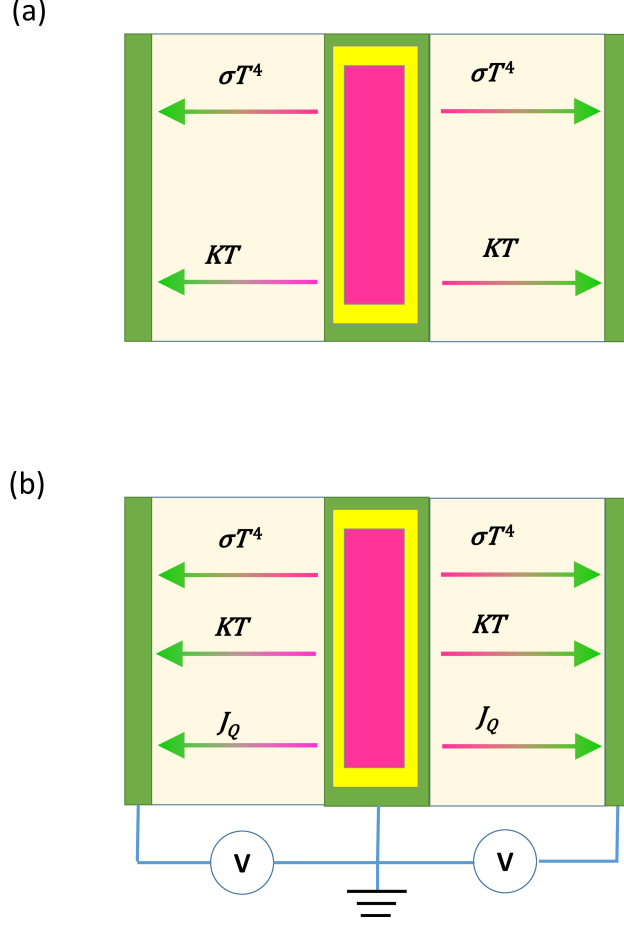 (a)
σT⁴ σT⁴
KT KT
(b)
σT⁴ σT⁴
KT KT
J_Q J_Q
V V